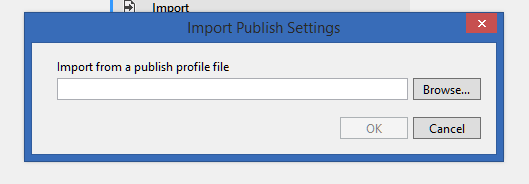 Import
Import Publish Settings
Import from a publish profile file
Browse...
OK
Cancel